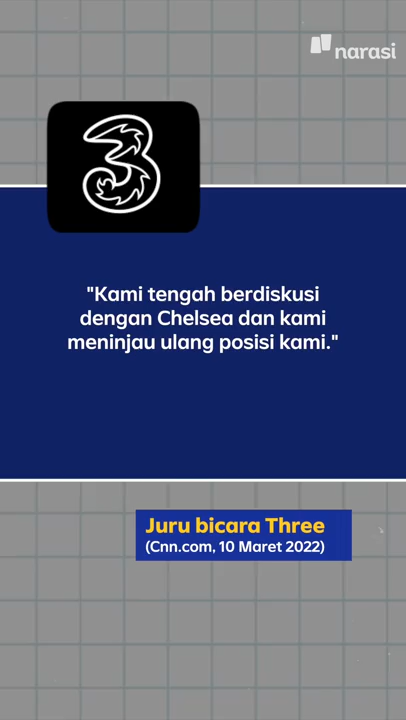 narasi
3
"Kami tengah berdiskusi
dengan Chelsea dan kami
meninjau ulang posisi kami."
Juru bicara Three
(Cnn.com, 10 Maret 2022)